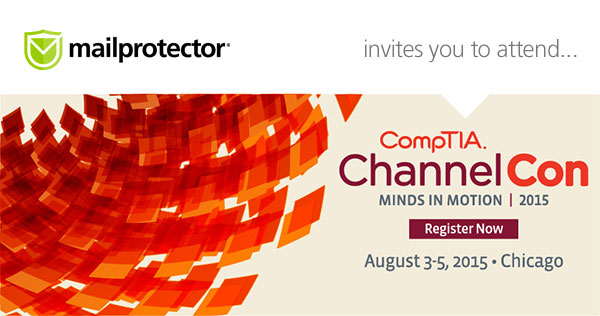 mailprotector®
invites you to attend...
CompTIA.
ChannelCon
MINDS IN MOTION | 2015
Register Now
August 3-5, 2015 • Chicago